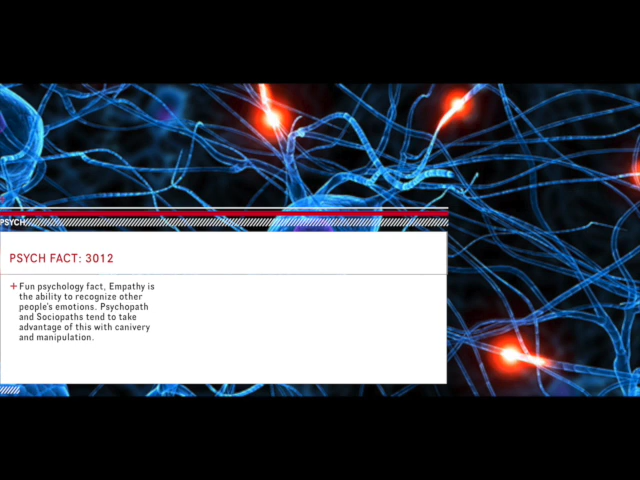 PSYCH
PSYCH FACT: 3012
+ Fun psychology fact, Empathy is
the ability to recognize other
people's emotions. Psychopath
and Sociopaths tend to take
advantage of this with canivery
and manipulation.